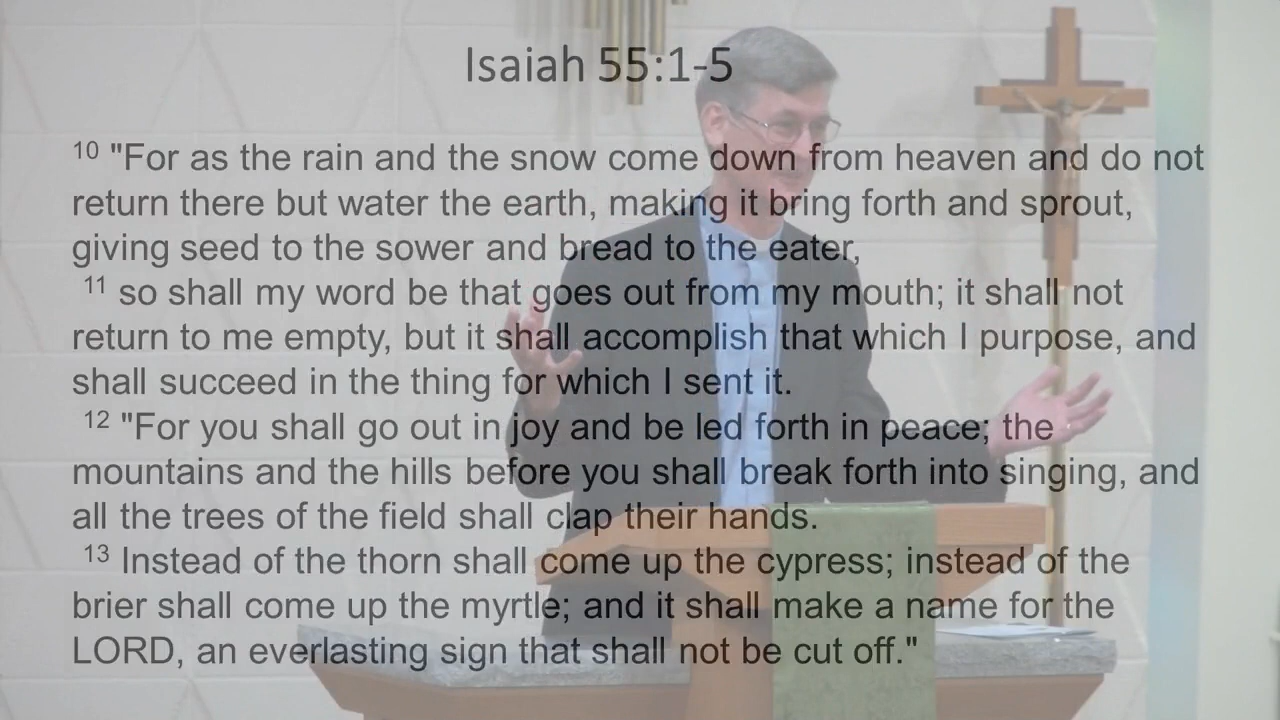 Isaiah 55:1-5
10 "For as the rain and the snow come down from heaven and do not
return there but water the earth, making it bring forth and sprout,
giving seed to the sower and bread to the eater,
11 so shall my word be that goes out from my mouth; it shall not
return to me empty, but it shall accomplish that which I purpose, and
shall succeed in the thing for which I sent it.
12 "For you shall go out in joy and be led forth in peace; the
mountains and the hills before you shall break forth into singing, and
all the trees of the field shall clap their hands.
13 Instead of the thorn shall come up the cypress; instead of the
brier shall come up the myrtle; and it shall make a name for the
LORD, an everlasting sign that shall not be cut off."